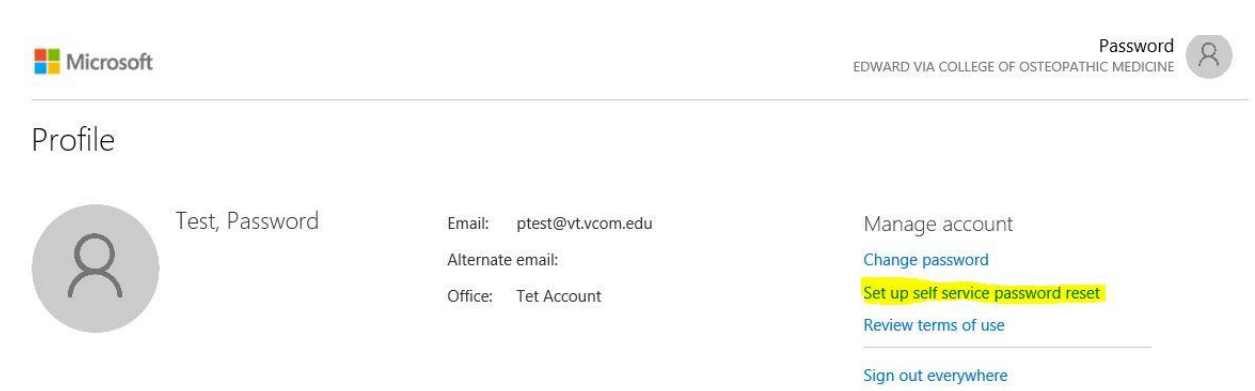 Microsoft
Password
EDWARD VIA COLLEGE OF OSTEOPATHIC MEDICINE
Profile
Test, Password
Email: ptest@vt.vcom.edu
Alternate email:
Office: Tet Account
Manage account
Change password
Set up self service password reset
Review terms of use
Sign out everywhere